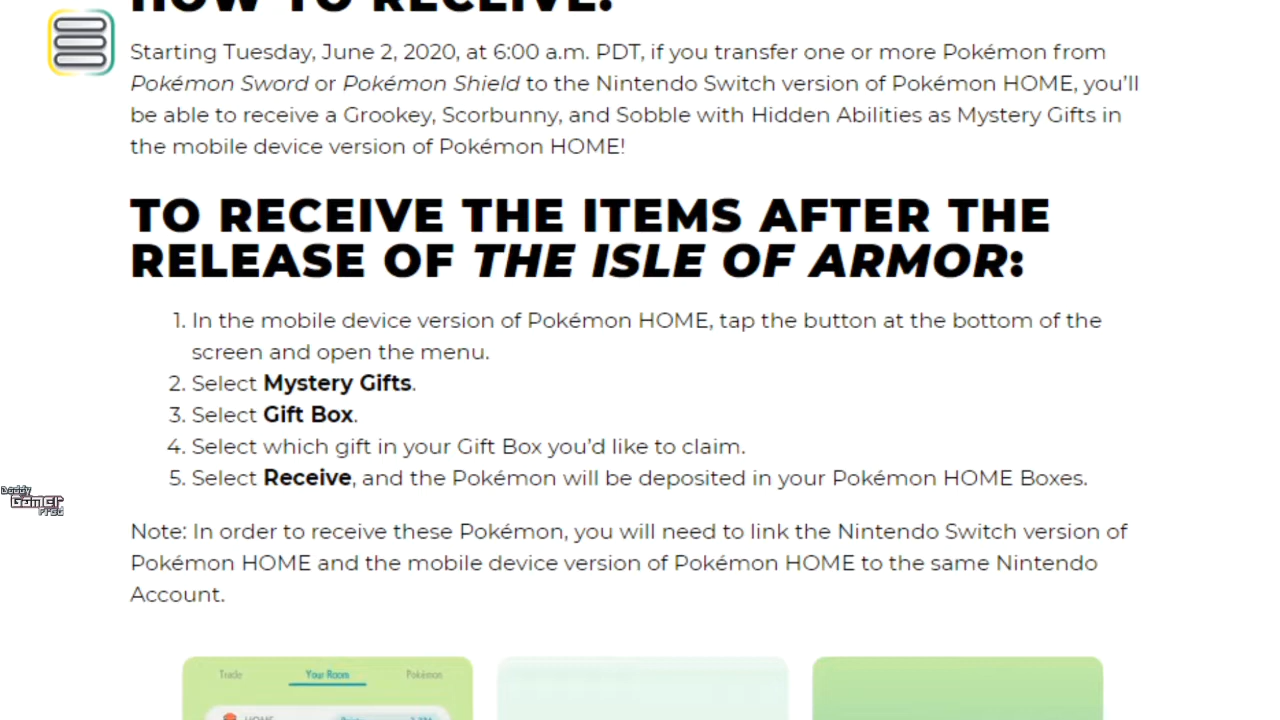 HOW TO RECEIVE:
Starting Tuesday, June 2, 2020, at 6:00 a.m. PDT, if you transfer one or more Pokémon from
Pokémon Sword or Pokémon Shield to the Nintendo Switch version of Pokémon HOME, you'll
be able to receive a Grookey, Scorbunny, and Sobble with Hidden Abilities as Mystery Gifts in
the mobile device version of Pokémon HOME!
TO RECEIVE THE ITEMS AFTER THE
RELEASE OF THE ISLE OF ARMOR:
1. In the mobile device version of Pokémon HOME, tap the button at the bottom of the
screen and open the menu.
2. Select Mystery Gifts.
3. Select Gift Box.
4. Select which gift in your Gift Box you'd like to claim.
5. Select Receive, and the Pokémon will be deposited in your Pokémon HOME Boxes.
Daddy
Gamer
Fred
Note: In order to receive these Pokémon, you will need to link the Nintendo Switch version of
Pokémon HOME and the mobile device version of Pokémon HOME to the same Nintendo
Account.
Trade Your Room Pokémon
HOME